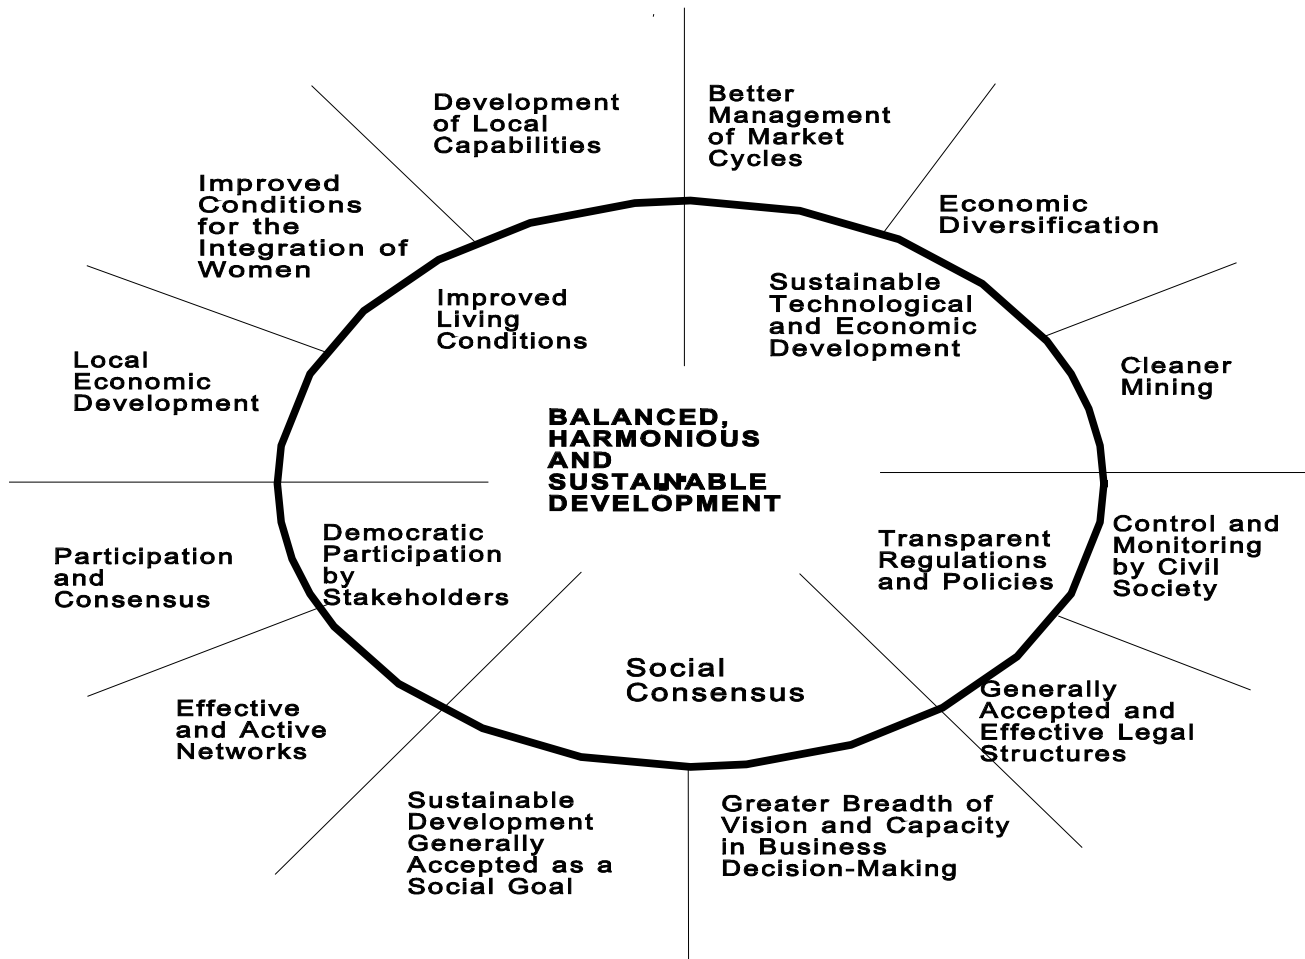 Development
of Local
Capabilities
Better
Management
of Market
Cycles
Improved
Conditions
for the
Integration of
Women
Economic
Diversification
Improved
Living
Conditions
Sustainable
Technological
and Economic
Development
Local
Economic
Development
Cleaner
Mining
BALANCED,
HARMONIOUS
AND
SUSTAINABLE
DEVELOPMENT
Participation
and
Consensus
Democratic
Participation
by
Stakeholders
Transparent
Regulations
and Policies
Control and
Monitoring
by Civil
Society
Effective
and Active
Networks
Social
Consensus
Generally
Accepted and
Effective Legal
Structures
Sustainable
Development
Generally
Accepted as a
Social Goal
Greater Breadth of
Vision and Capacity
in Business
Decision-Making